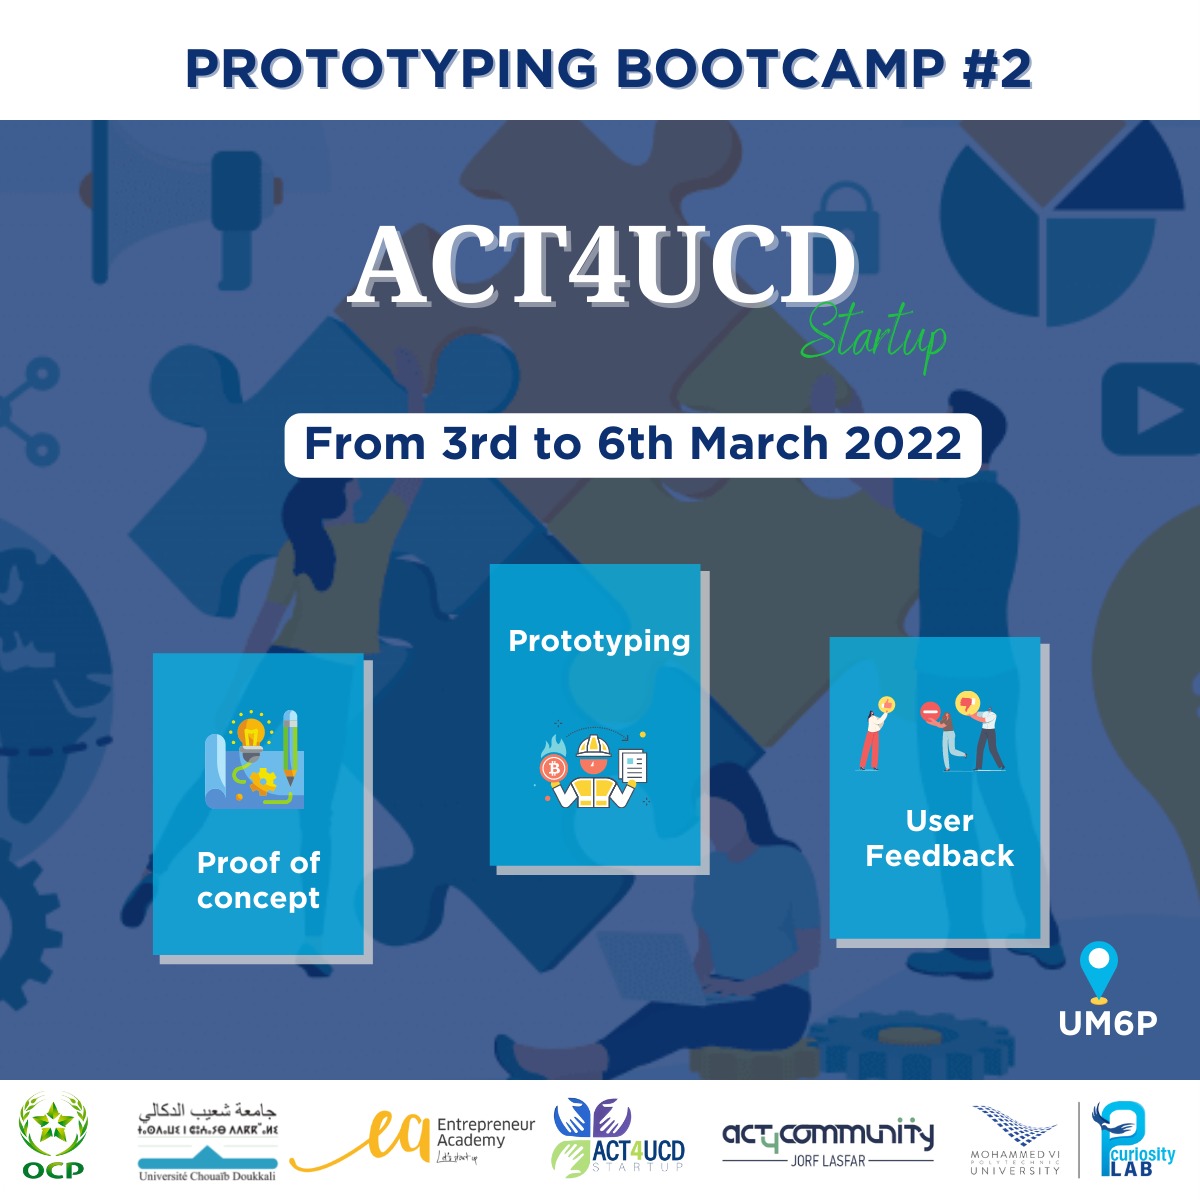 PROTOTYPING BOOTCAMP #2
ACT4UCD
Startup
From 3rd to 6th March 2022
Prototyping
Proof of
concept
User
Feedback
UM6P
OCP
جامعة شعيب الدكالي
Université Chouaïb Doukkali
ea
Entrepreneur
Academy
Let's start up
ACT4UCD
STARTUP
act4community
JORF LASFAR
MOHAMMED VI
POLYTECHNIC
UNIVERSITY
curiosity
LAB